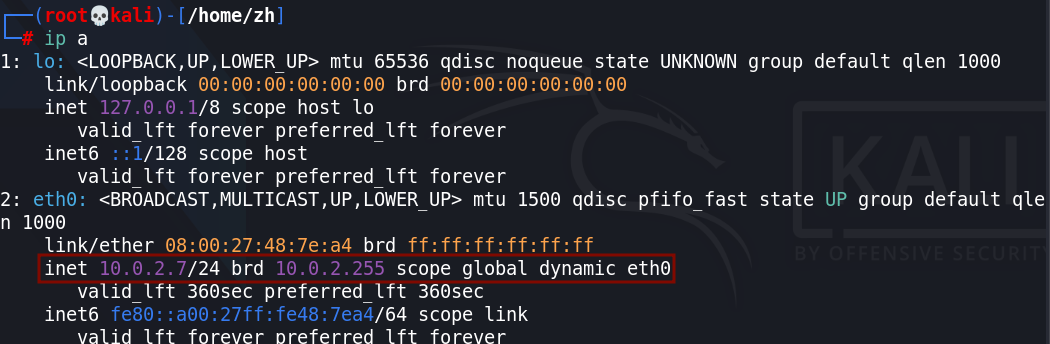 ┌──(root💀kali)-[/home/zh]
└─# ip a
1: lo: <LOOPBACK,UP,LOWER_UP> mtu 65536 qdisc noqueue state UNKNOWN group default qlen 1000
    link/loopback 00:00:00:00:00:00 brd 00:00:00:00:00:00
    inet 127.0.0.1/8 scope host lo
       valid_lft forever preferred_lft forever
    inet6 ::1/128 scope host
       valid_lft forever preferred_lft forever
2: eth0: <BROADCAST,MULTICAST,UP,LOWER_UP> mtu 1500 qdisc pfifo_fast state UP group default qle
n 1000
    link/ether 08:00:27:48:7e:a4 brd ff:ff:ff:ff:ff:ff
    inet 10.0.2.7/24 brd 10.0.2.255 scope global dynamic eth0
       valid_lft 360sec preferred_lft 360sec
    inet6 fe80::a00:27ff:fe48:7ea4/64 scope link
       valid_lft forever preferred_lft forever
KALI
BY OFFENSIVE SECURITY